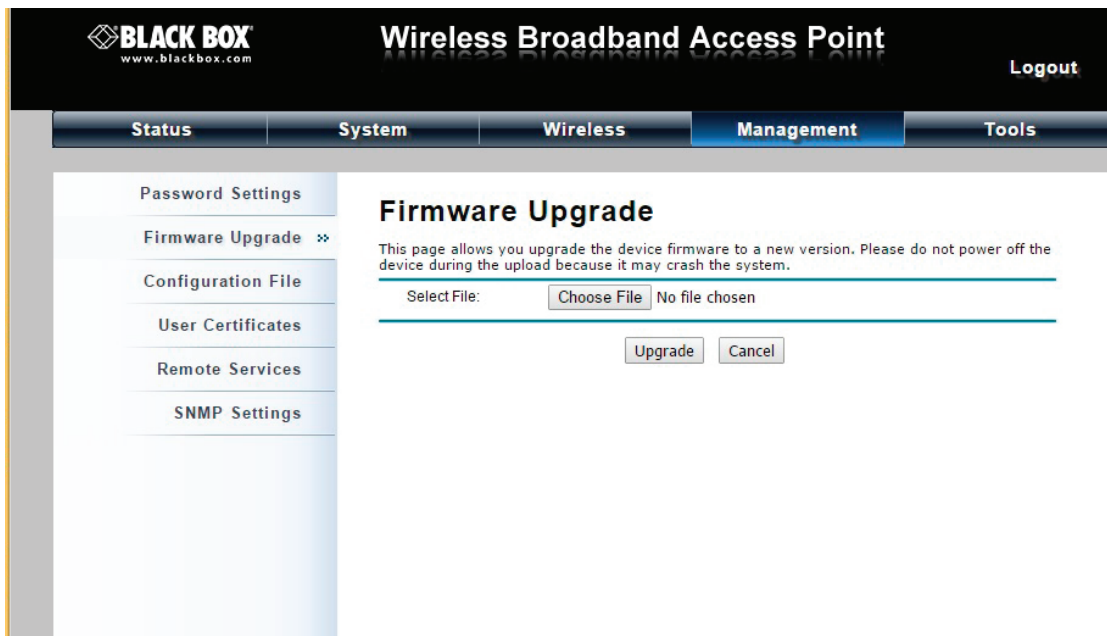 BLACK BOX
www.blackbox.com
Wireless Broadband Access Point
Logout
Status System Wireless Management Tools
Password Settings
Firmware Upgrade »
Configuration File
User Certificates
Remote Services
SNMP Settings
Firmware Upgrade
This page allows you upgrade the device firmware to a new version. Please do not power off the
device during the upload because it may crash the system.
Select File: Choose File No file chosen
Upgrade Cancel